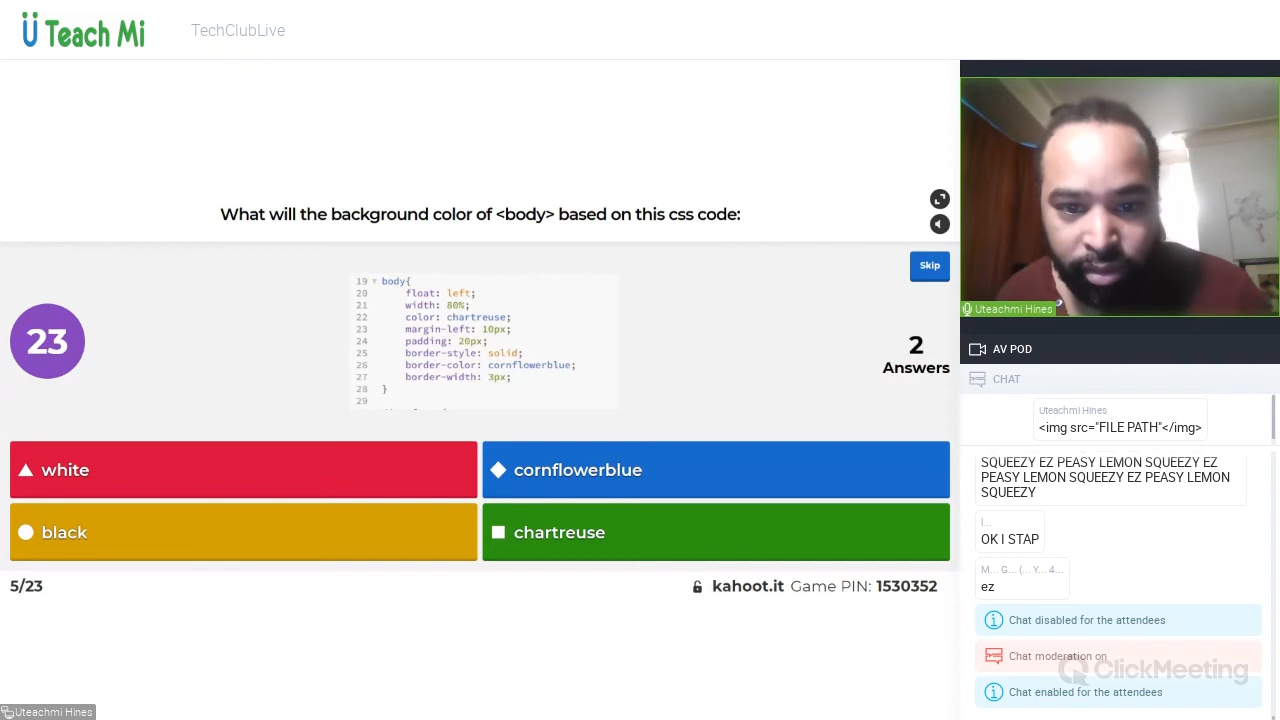 Ü Teach Mi
TechClubLive
What will the background color of <body> based on this css code:
Skip
23
19 body{
20 float: left;
21 width: 80%;
22 color: chartreuse;
23 margin-left: 10px;
24 padding: 20px;
25 border-style: solid;
26 border-color: cornflowerblue;
27 border-width: 3px;
28 }
29
2
Answers
white
cornflowerblue
black
chartreuse
5/23
kahoot.it Game PIN: 1530352
Uteachmi Hines
Uteachmi Hines
AV POD
CHAT
Uteachmi Hines
<img src="FILE PATH"</img>
SQUEEZY EZ PEASY LEMON SQUEEZY EZ
PEASY LEMON SQUEEZY EZ PEASY LEMON
SQUEEZY
I...
OK I STAP
M... G... (... Y... 4...
ez
Chat disabled for the attendees
Chat moderation on
ClickMeeting
Chat enabled for the attendees